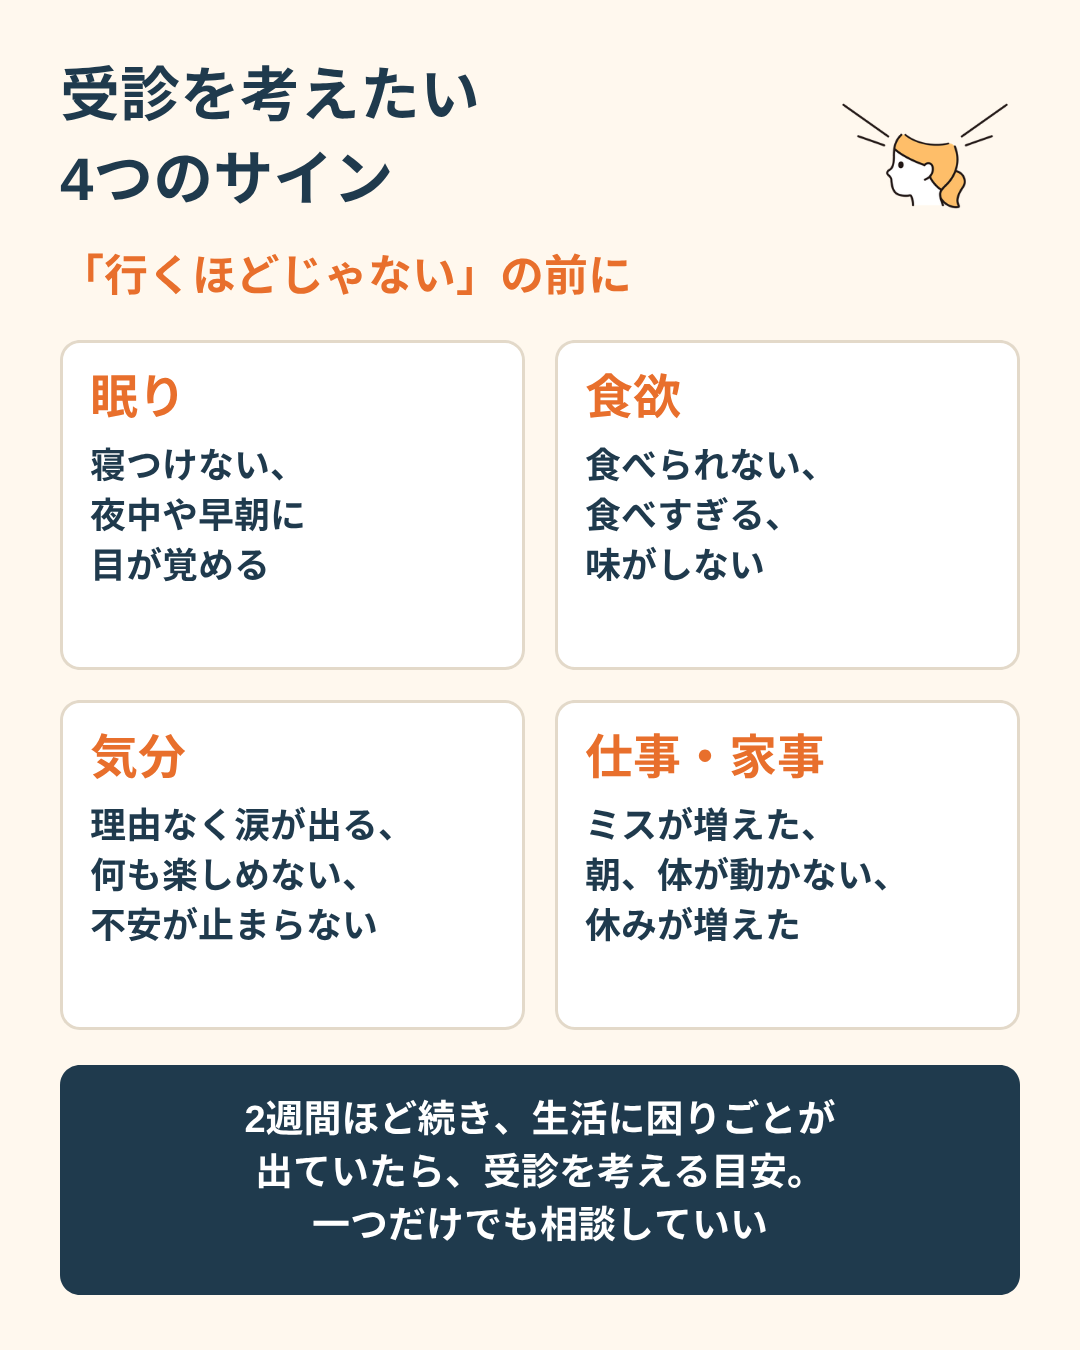 受診を考えたい
4つのサイン
「行くほどじゃない」の前に
眠り
寝つけない、
夜中や早朝に
目が覚める
食欲
食べられない、
食べすぎる、
味がしない
気分
理由なく涙が出る、
何も楽しめない、
不安が止まらない
仕事・家事
ミスが増えた、
朝、体が動かない、
休みが増えた
2週間ほど続き、生活に困りごとが
出ていたら、受診を考える目安。
一つだけでも相談していい